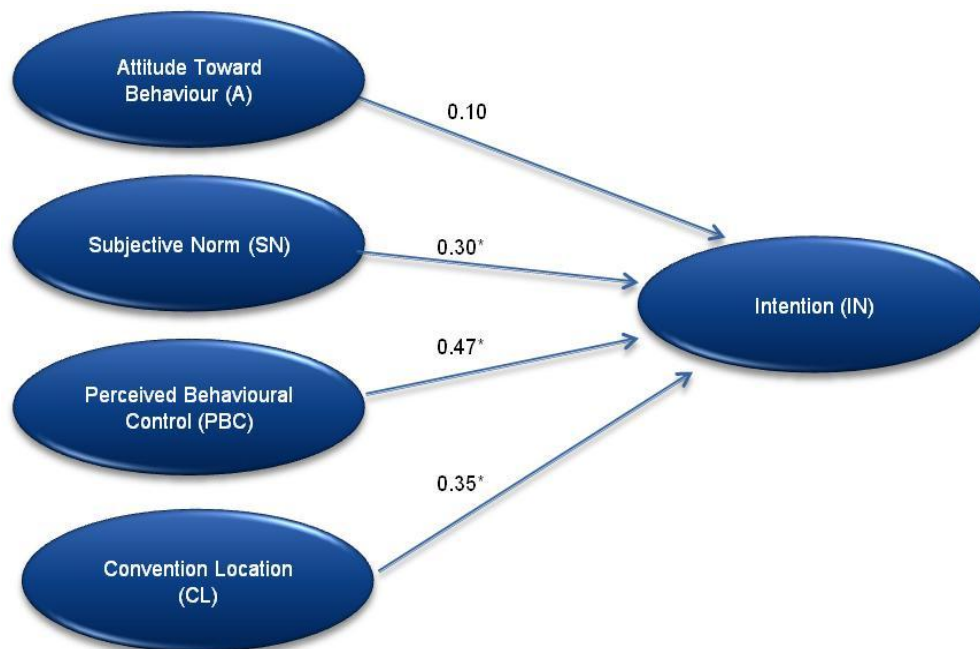 Attitude Toward
Behaviour (A)
0.10
Subjective Norm (SN)
0.30*
Intention (IN)
0.47*
Perceived Behavioural
Control (PBC)
0.35*
Convention Location
(CL)